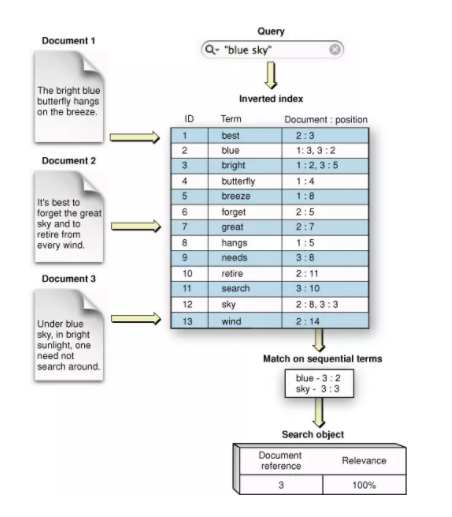 Document 1
The bright blue
butterfly hangs
on the breeze.
Document 2
It's best to
forget the great
sky and to
retire from
every wind.
Document 3
Under blue
sky, in bright
sunlight, one
need not
search around.
Query
"blue sky"
Inverted index
ID Term Document : position
1 best 2 : 3
2 blue 1: 3, 3 : 2
3 bright 1 : 2, 3 : 5
4 butterfly 1 : 4
5 breeze 1 : 8
6 forget 2 : 5
7 great 2 : 7
8 hangs 1 : 5
9 needs 3 : 8
10 retire 2 : 11
11 search 3 : 10
12 sky 2 : 8, 3 : 3
13 wind 2 : 14
Match on sequential terms
blue - 3 : 2
sky - 3 : 3
Search object
Document
reference
Relevance
3 100%